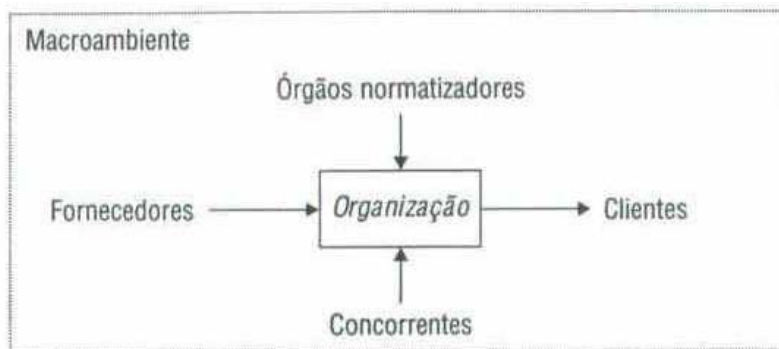 Macroambiente
Órgãos normatizadores
Fornecedores
Organização
Clientes
Concorrentes